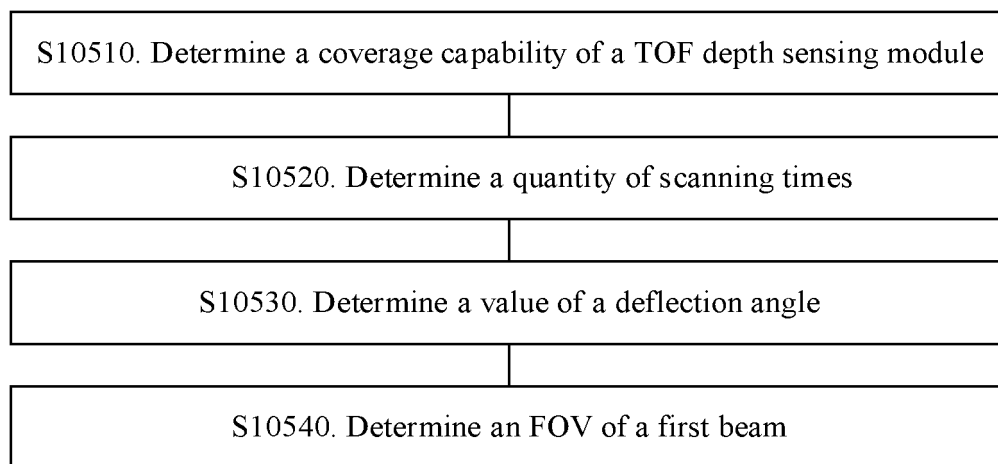 S10510. Determine a coverage capability of a TOF depth sensing module
S10520. Determine a quantity of scanning times
S10530. Determine a value of a deflection angle
S10540. Determine an FOV of a first beam